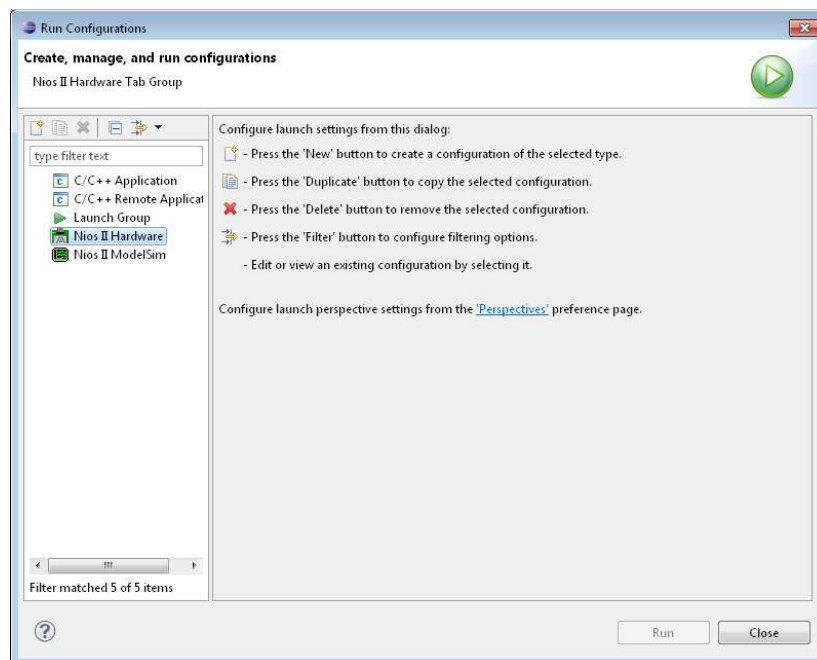 Run Configurations
Create, manage, and run configurations
Nios II Hardware Tab Group
type filter text
C/C++ Application
C/C++ Remote Applicat
Launch Group
Nios II Hardware
Nios II ModelSim
Filter matched 5 of 5 items
Configure launch settings from this dialog:
- Press the 'New' button to create a configuration of the selected type.
- Press the 'Duplicate' button to copy the selected configuration.
- Press the 'Delete' button to remove the selected configuration.
- Press the 'Filter' button to configure filtering options.
- Edit or view an existing configuration by selecting it.
Configure launch perspective settings from the 'Perspectives' preference page.
Run
Close